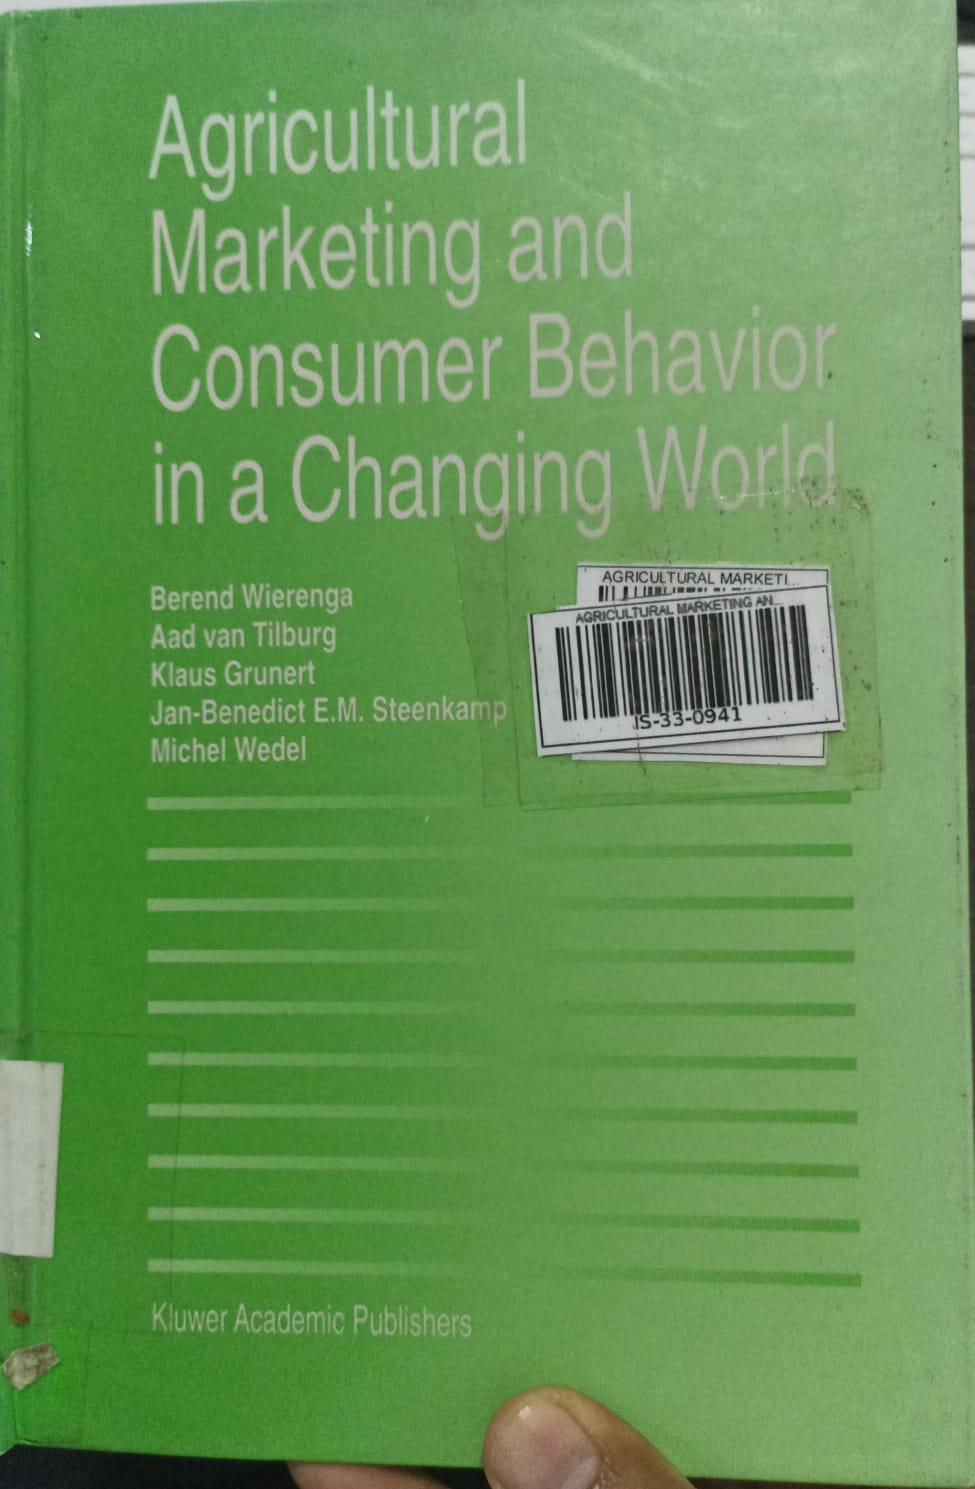 Agricultural
Marketing and
Consumer Behavior
in a Changing World
Berend Wierenga
Aad van Tilburg
Klaus Grunert
Jan-Benedict E.M. Steenkamp
Michel Wedel
AGRICULTURAL MARKETI...
AGRICULTURAL MARKETING AN...
IS-33-0941
Kluwer Academic Publishers